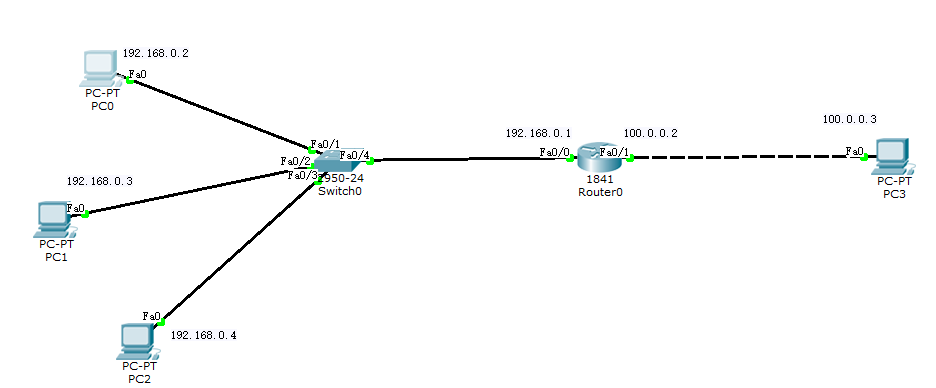 192.168.0.2
Fa0
PC-PT
PC0
192.168.0.3
Fa0
PC-PT
PC1
Fa0
192.168.0.4
PC-PT
PC2
Fa0/1
Fa0/2
Fa0/4
Fa0/3
2950-24
Switch0
192.168.0.1
100.0.0.2
Fa0/0
Fa0/1
1841
Router0
100.0.0.3
Fa0
PC-PT
PC3